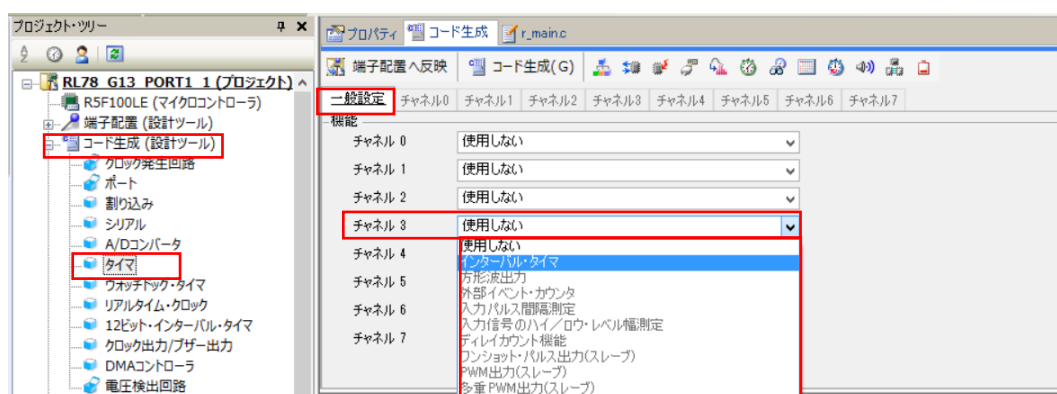 プロジェクト・ツリー
RL78_G13_PORT1_1 (プロジェクト)
R5F100LE (マイクロコントローラ)
端子配置 (設計ツール)
コード生成 (設計ツール)
クロック発生回路
ポート
割り込み
シリアル
A/Dコンバータ
タイマ
ウォッチドッグ・タイマ
リアルタイム・クロック
12ビット・インターバル・タイマ
クロック出力/ブザー出力
DMAコントローラ
電圧検出回路
プロパティ コード生成 r_main.c
端子配置へ反映 コード生成(G)
一般設定 チャネル0 チャネル1 チャネル2 チャネル3 チャネル4 チャネル5 チャネル6 チャネル7
機能
チャネル 0 使用しない
チャネル 1 使用しない
チャネル 2 使用しない
チャネル 3 使用しない
チャネル 4
チャネル 5
チャネル 6
チャネル 7
使用しない
インターバル・タイマ
方形波出力
外部イベント・カウンタ
入力パルス間隔測定
入力信号のハイ/ロウ・レベル幅測定
ディレイカウント機能
ワンショット・パルス出力(スレーブ)
PWM出力(スレーブ)
多重PWM出力(スレーブ)